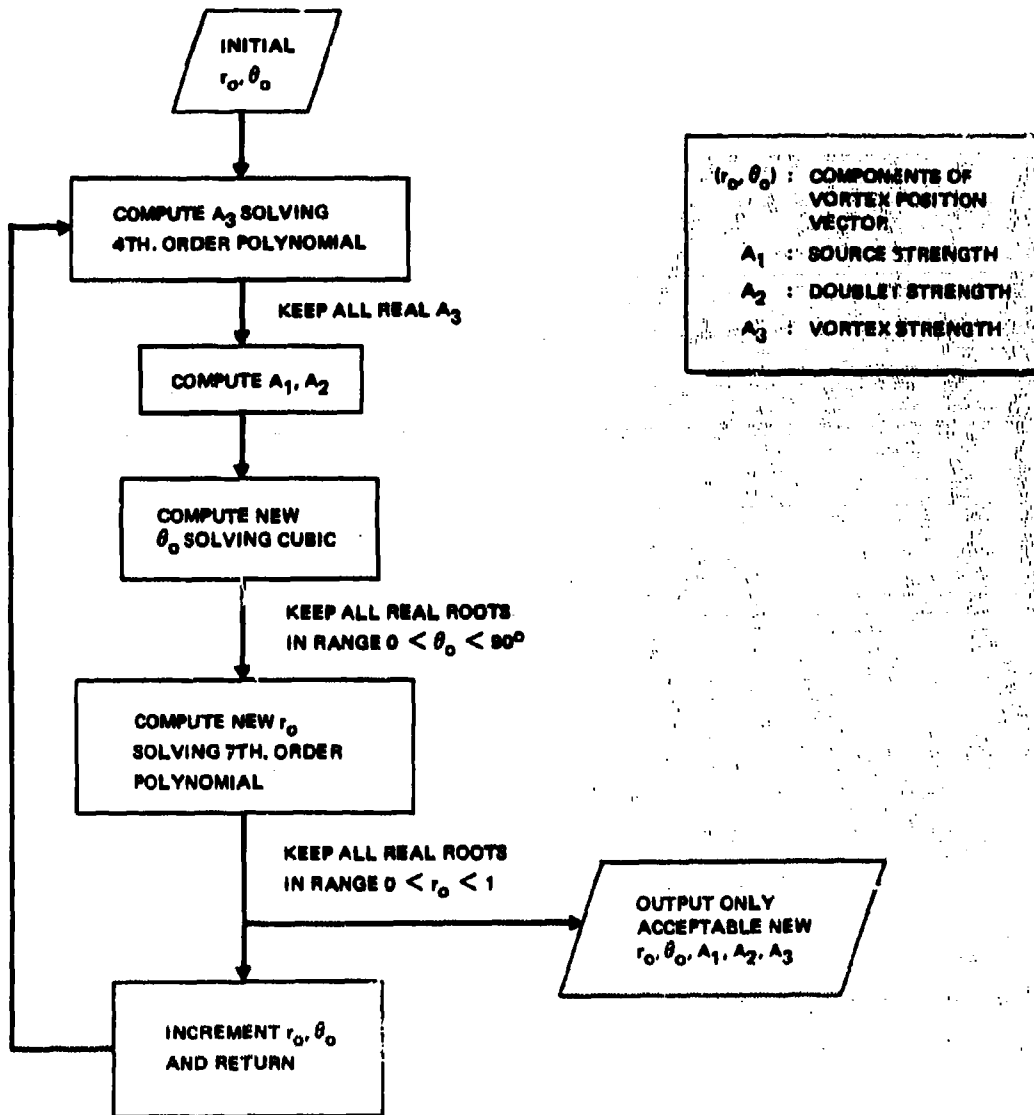 INITIAL
r₀, θ₀
COMPUTE A₃ SOLVING
4TH. ORDER POLYNOMIAL
KEEP ALL REAL A₃
COMPUTE A₁, A₂
COMPUTE NEW
θ₀ SOLVING CUBIC
KEEP ALL REAL ROOTS
IN RANGE 0 < θ₀ < 90°
COMPUTE NEW r₀
SOLVING 7TH. ORDER
POLYNOMIAL
KEEP ALL REAL ROOTS
IN RANGE 0 < r₀ < 1
OUTPUT ONLY
ACCEPTABLE NEW
r₀, θ₀, A₁, A₂, A₃
INCREMENT r₀, θ₀
AND RETURN
(r₀, θ₀) : COMPONENTS OF
VORTEX POSITION
VECTOR
A₁ : SOURCE STRENGTH
A₂ : DOUBLET STRENGTH
A₃ : VORTEX STRENGTH